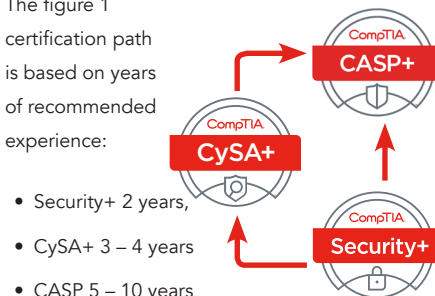 The figure 1
certification path
is based on years
of recommended
experience:
• Security+ 2 years,
• CySA+ 3 – 4 years
• CASP 5 – 10 years
CompTIA
CASP+
CompTIA
CySA+
CompTIA
Security+